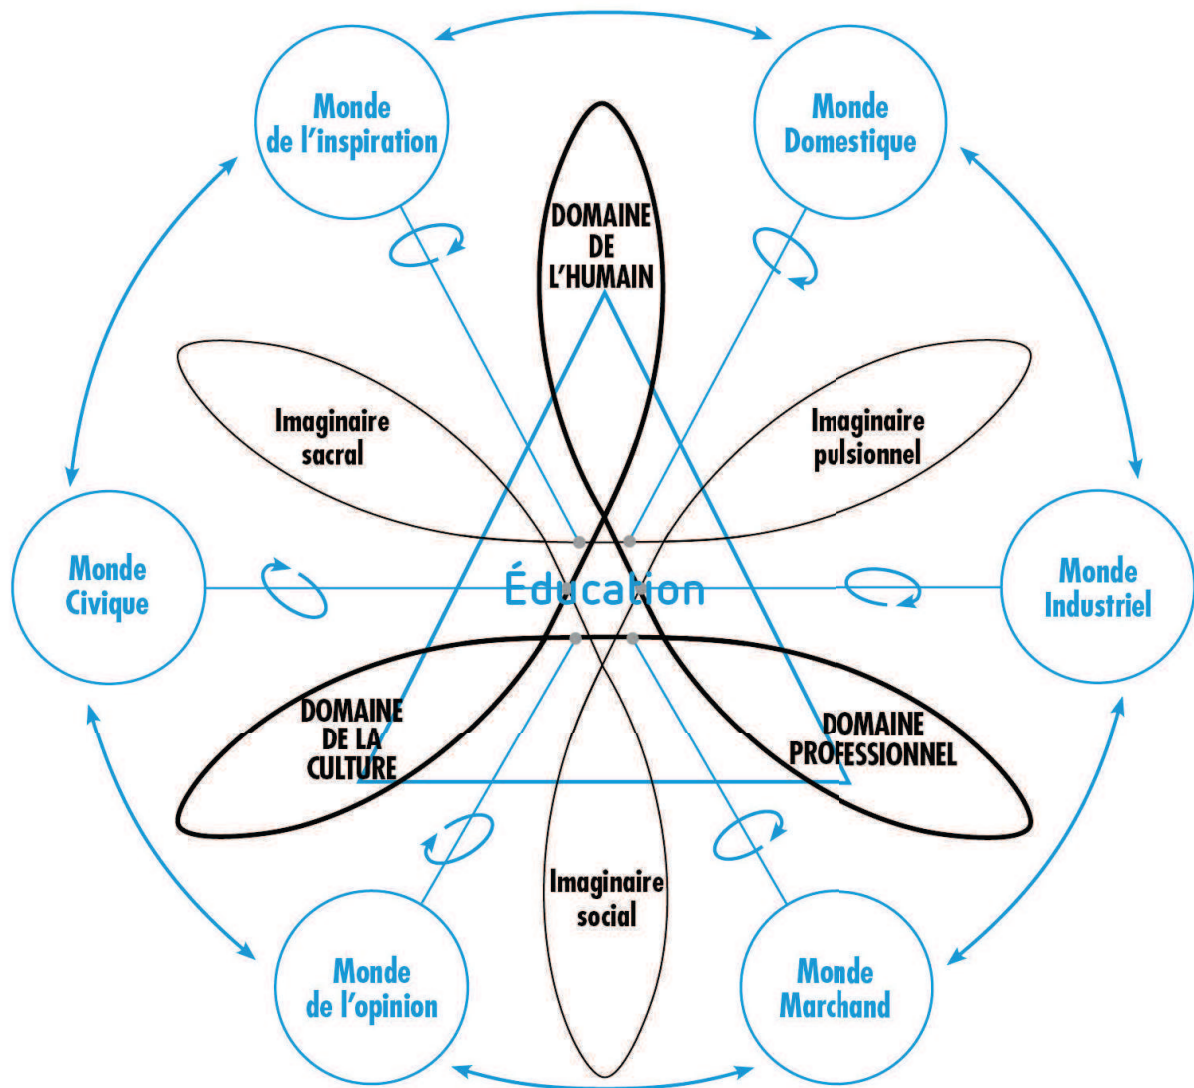 Monde
de l'inspiration
Monde
Domestique
DOMAINE
DE
L'HUMAIN
Imaginaire
sacral
Imaginaire
pulsionnel
Monde
Civique
Éducation
Monde
Industriel
DOMAINE
DE LA
CULTURE
DOMAINE
PROFESSIONNEL
Imaginaire
social
Monde
de l'opinion
Monde
Marchand